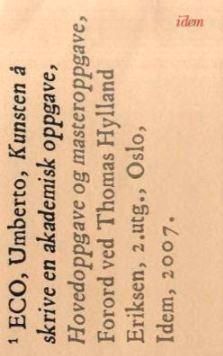 ¹ ECO, Umberto, Kunsten å
skrive en akademisk oppgave,
Hovedoppgave og masteroppgave,
Forord ved Thomas Hylland
Eriksen, 2.utg., Oslo,
Idem, 2007.
idem